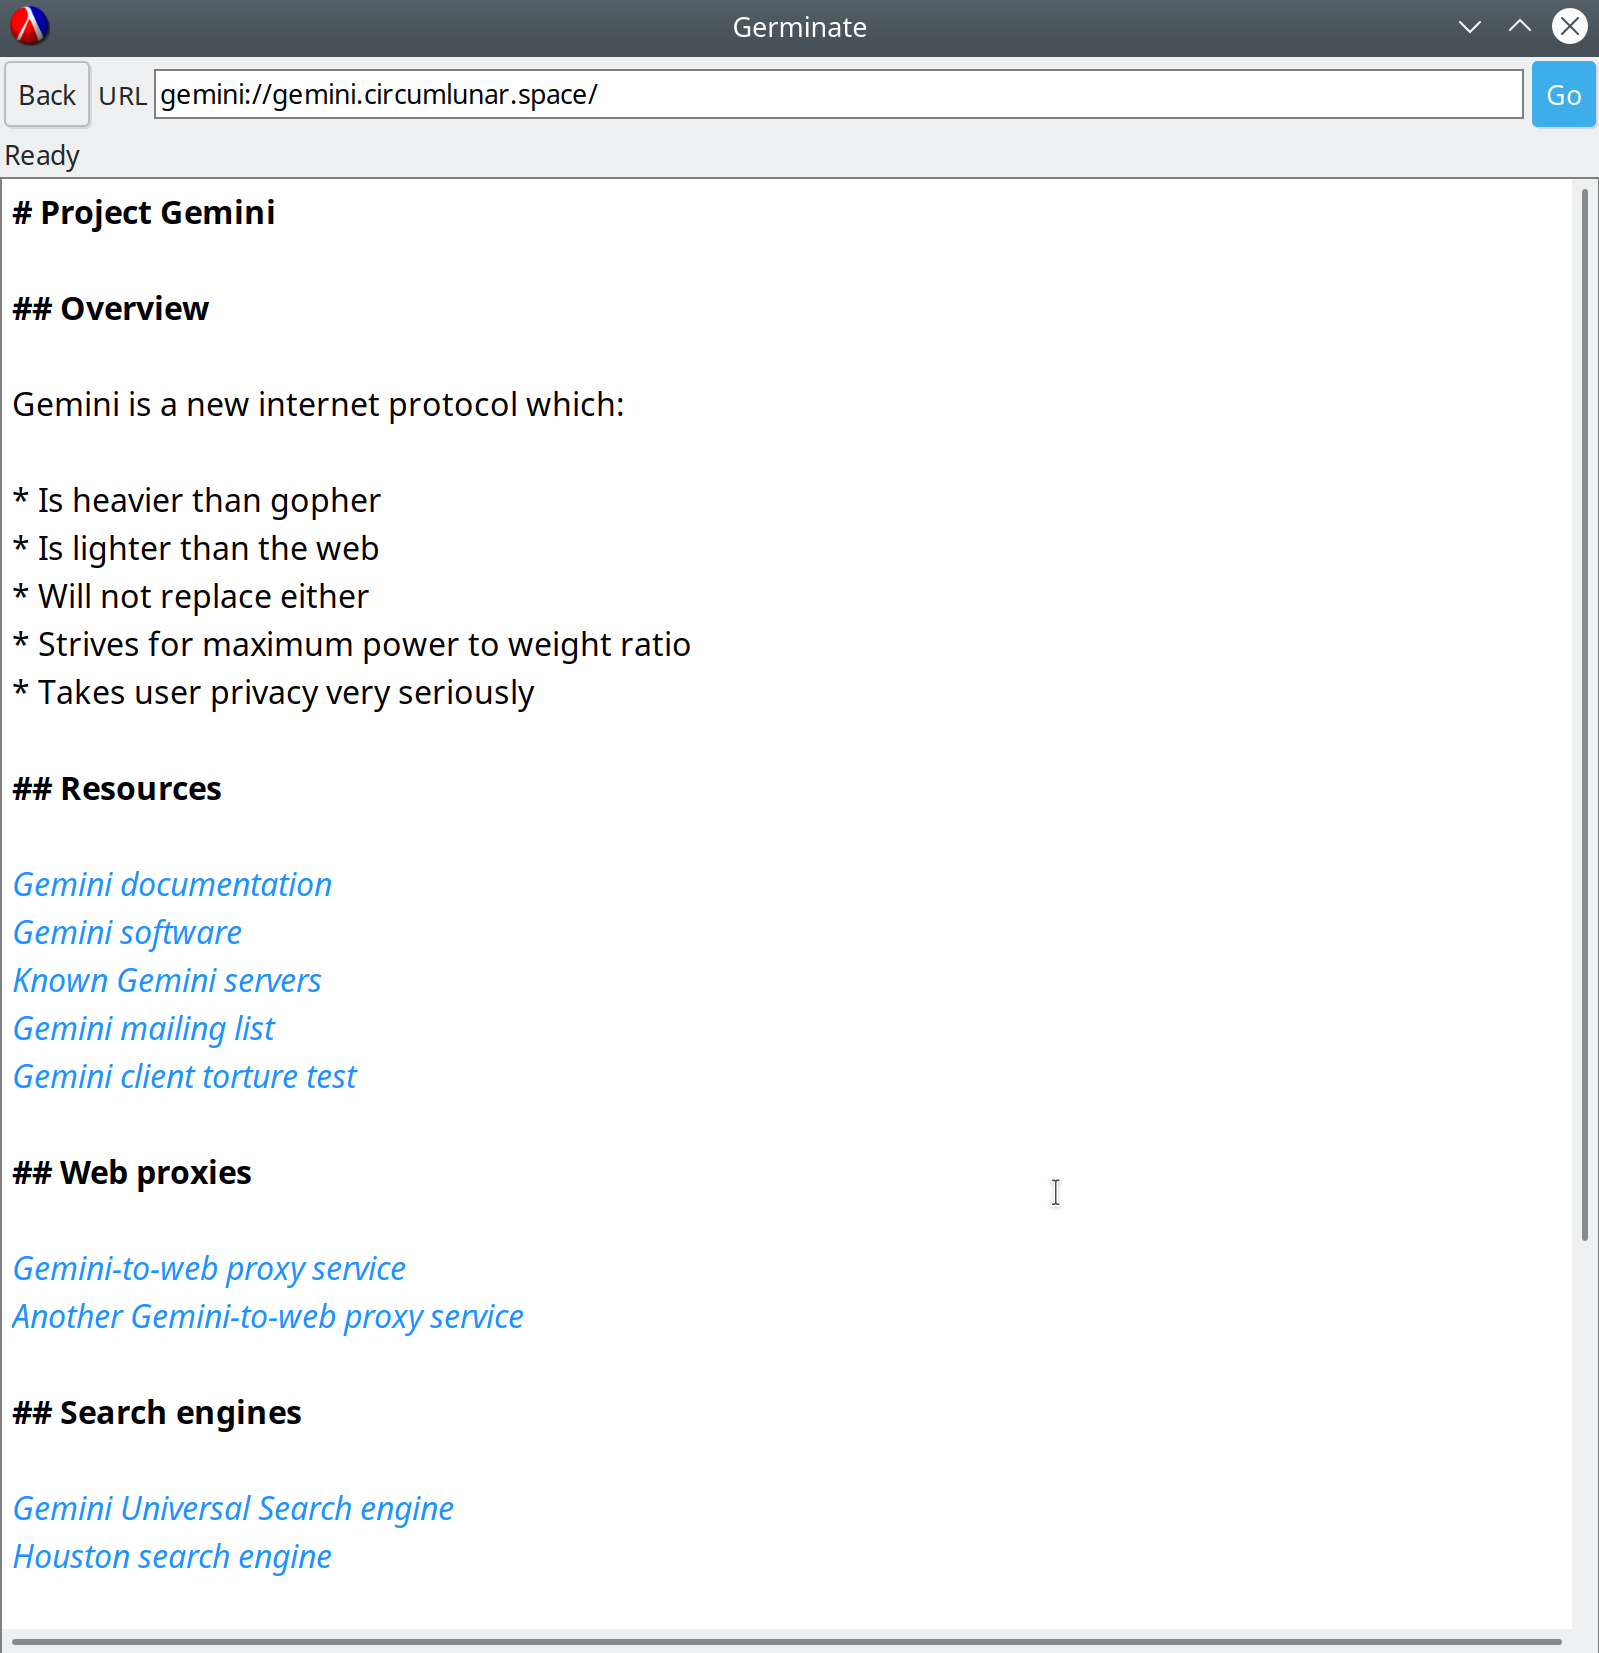 Germinate
Back URL gemini://gemini.circumlunar.space/ Go
Ready
# Project Gemini
## Overview
Gemini is a new internet protocol which:
* Is heavier than gopher
* Is lighter than the web
* Will not replace either
* Strives for maximum power to weight ratio
* Takes user privacy very seriously
## Resources
Gemini documentation
Gemini software
Known Gemini servers
Gemini mailing list
Gemini client torture test
## Web proxies
Gemini-to-web proxy service
Another Gemini-to-web proxy service
## Search engines
Gemini Universal Search engine
Houston search engine